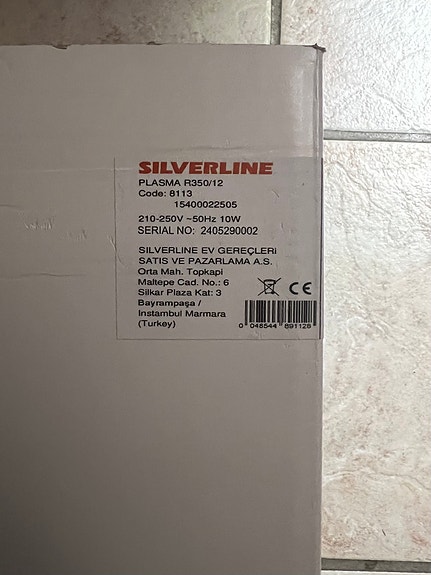 SILVERLINE
PLASMA R350/12
Code: 8113
15400022505
210-250V ~50Hz 10W
SERIAL NO: 2405290002
SILVERLINE EV GEREÇLERi
SATIS VE PAZARLAMA A.S.
Orta Mah. Topkapi
Maltepe Cad. No.: 6
Silkar Plaza Kat: 3
Bayrampaşa /
Instambul Marmara
(Turkey)
CE
0 048544 891128